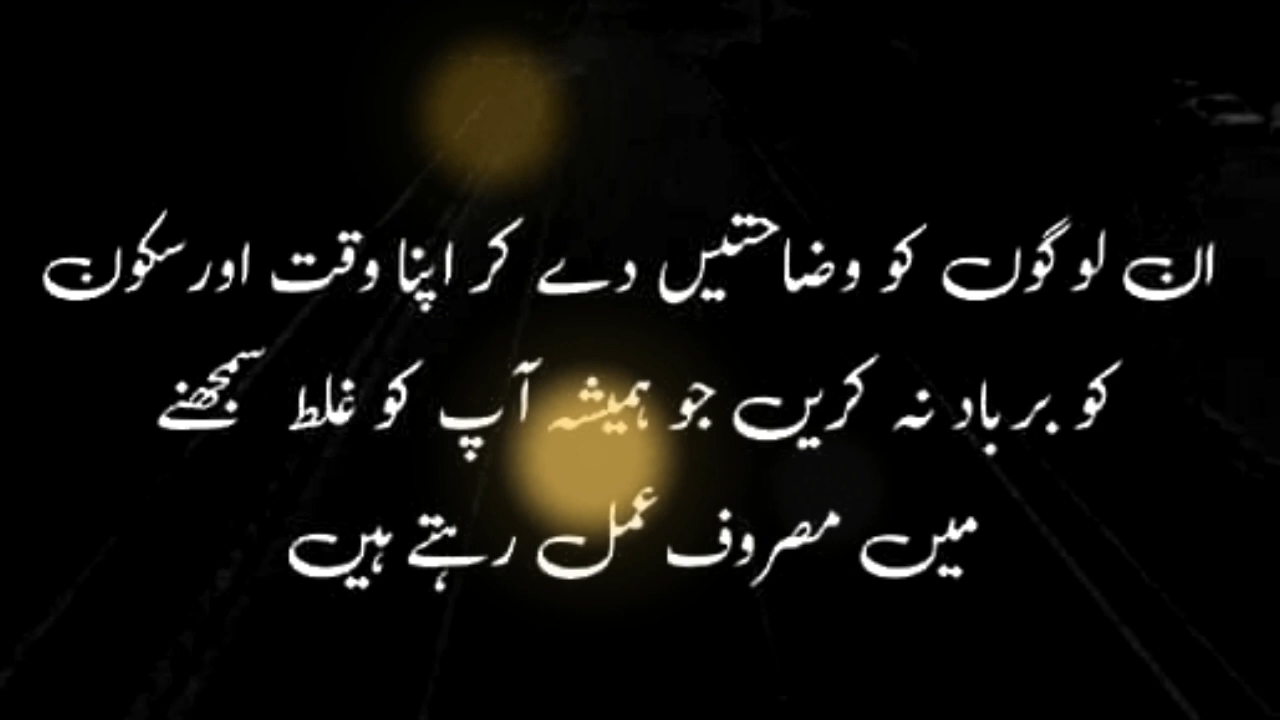 ان لوگوں کو وضاحتیں دے کر اپنا وقت اور سکون
کو برباد نہ کریں جو ہمیشہ آپ کو غلط سمجھنے
میں مصروف عمل رہتے ہیں